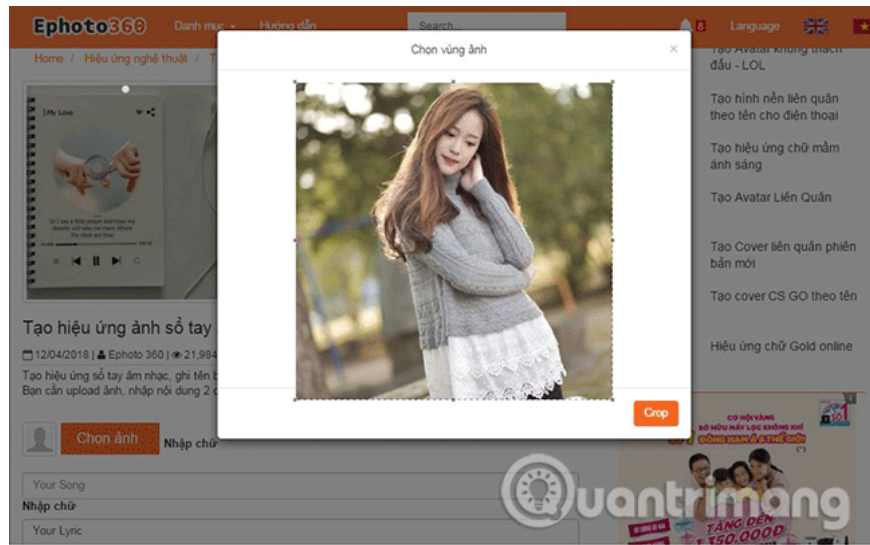 Ephoto360
Danh mục
Hướng dẫn
Search...
8
Language
Chọn vùng ảnh
×
Home / Hiệu ứng nghệ thuật / T
My Love
Tạo hiệu ứng ảnh sổ tay
12/04/2018 | Ephoto 360 | 21,984
Tạo hiệu ứng sổ tay âm nhạc, ghi tên b
Bạn cần upload ảnh, nhập nội dung 2 c
Chọn ảnh
Nhập chữ
Your Song
Nhập chữ
Your Lyric
Crop
Tạo Avatar khung thách
đấu - LOL
Tạo hình nền liên quân
theo tên cho điện thoại
Tạo hiệu ứng chữ mầm
ánh sáng
Tạo Avatar Liên Quân
Tạo Cover liên quân phiên
bản mới
Tạo cover CS GO theo tên
Hiệu ứng chữ Gold online
CƠ HỘI VÀNG
SỞ HỮU MÁY LỌC KHÔNG KHÍ
SỐ 1
ĐÔNG NAM Á & THẾ GIỚI
(*)
TẶNG ĐẾN
1.350.000Đ
Quantrimang